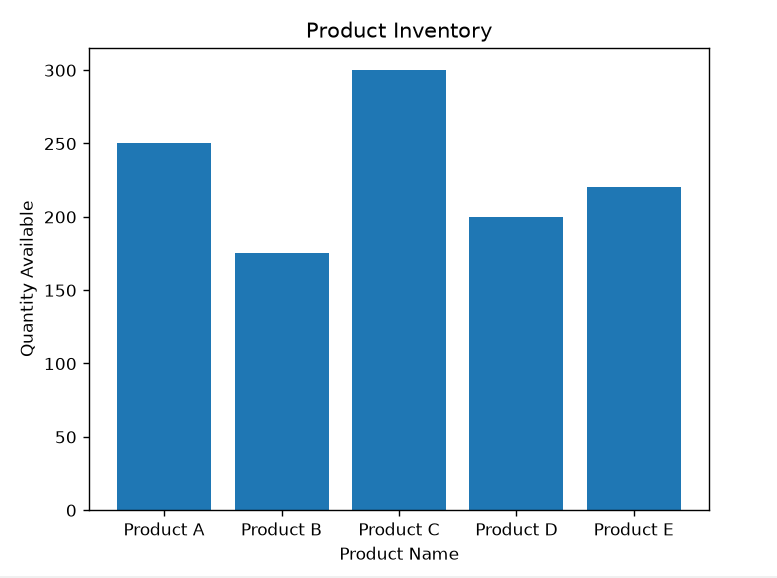 Product Inventory
300
250
200
150
100
50
0
Quantity Available
Product A Product B Product C Product D Product E
Product Name